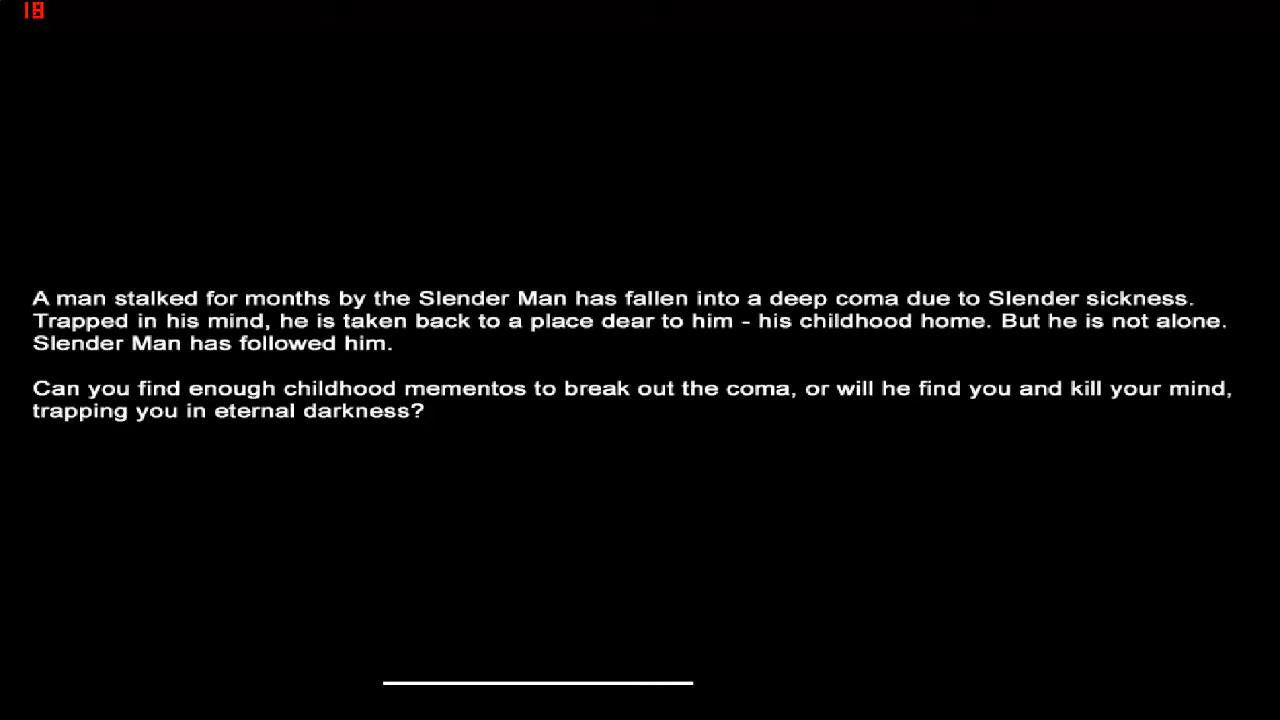 18
A man stalked for months by the Slender Man has fallen into a deep coma due to Slender sickness.
Trapped in his mind, he is taken back to a place dear to him - his childhood home. But he is not alone.
Slender Man has followed him.
Can you find enough childhood mementos to break out the coma, or will he find you and kill your mind,
trapping you in eternal darkness?